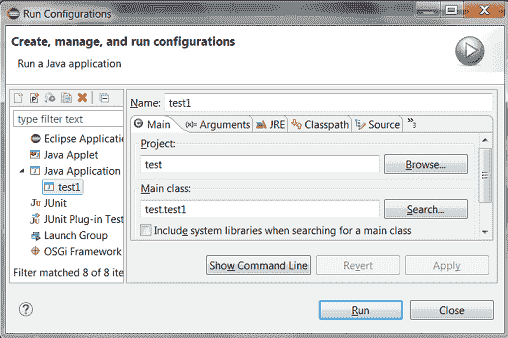 Run Configurations
Create, manage, and run configurations
Run a Java application
type filter text
Eclipse Applicatio
Java Applet
Java Application
test1
JUnit
JUnit Plug-in Test
Launch Group
OSGi Framework
Filter matched 8 of 8 ite
Name: test1
Main
(x)= Arguments
JRE
Classpath
Source
»3
Project:
test
Browse...
Main class:
test.test1
Search...
Include system libraries when searching for a main class
Show Command Line
Revert
Apply
Run
Close